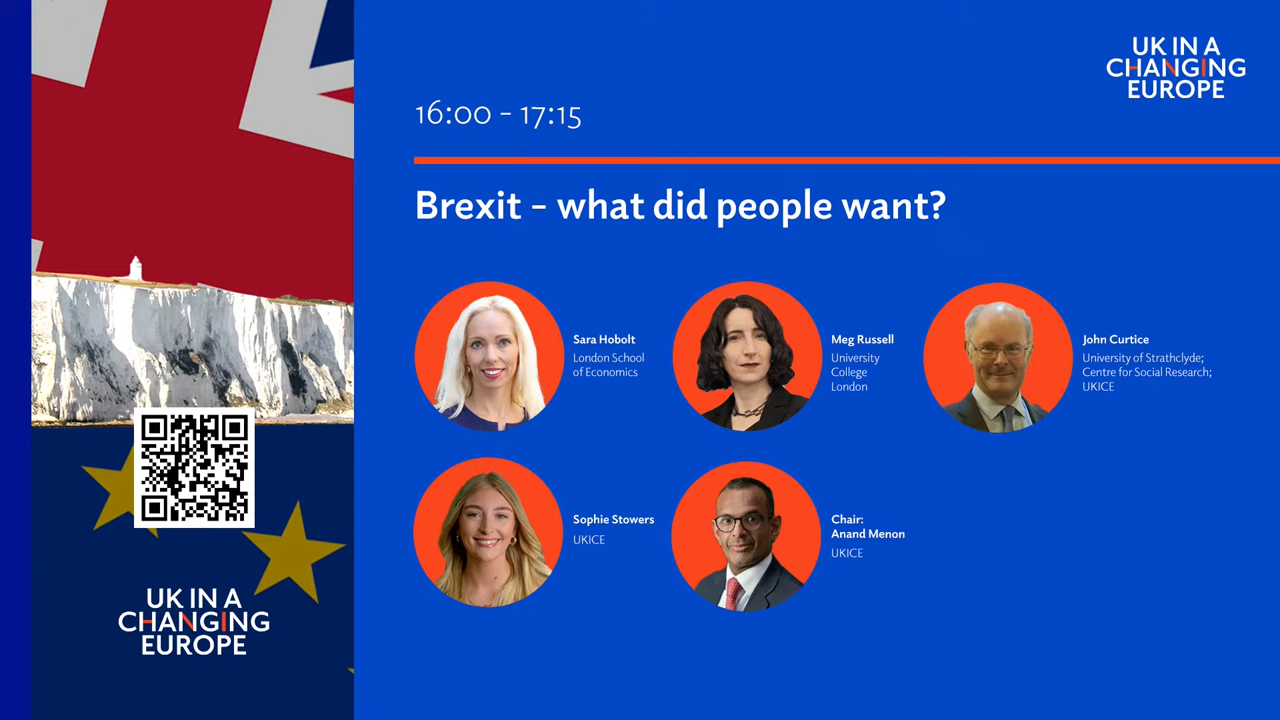 UK IN A
CHANGING
EUROPE
16:00 - 17:15
Brexit - what did people want?
Sara Hobolt
London School
of Economics
Meg Russell
University
College
London
John Curtice
University of Strathclyde;
Centre for Social Research;
UKICE
Sophie Stowers
UKICE
Chair:
Anand Menon
UKICE
UK IN A
CHANGING
EUROPE